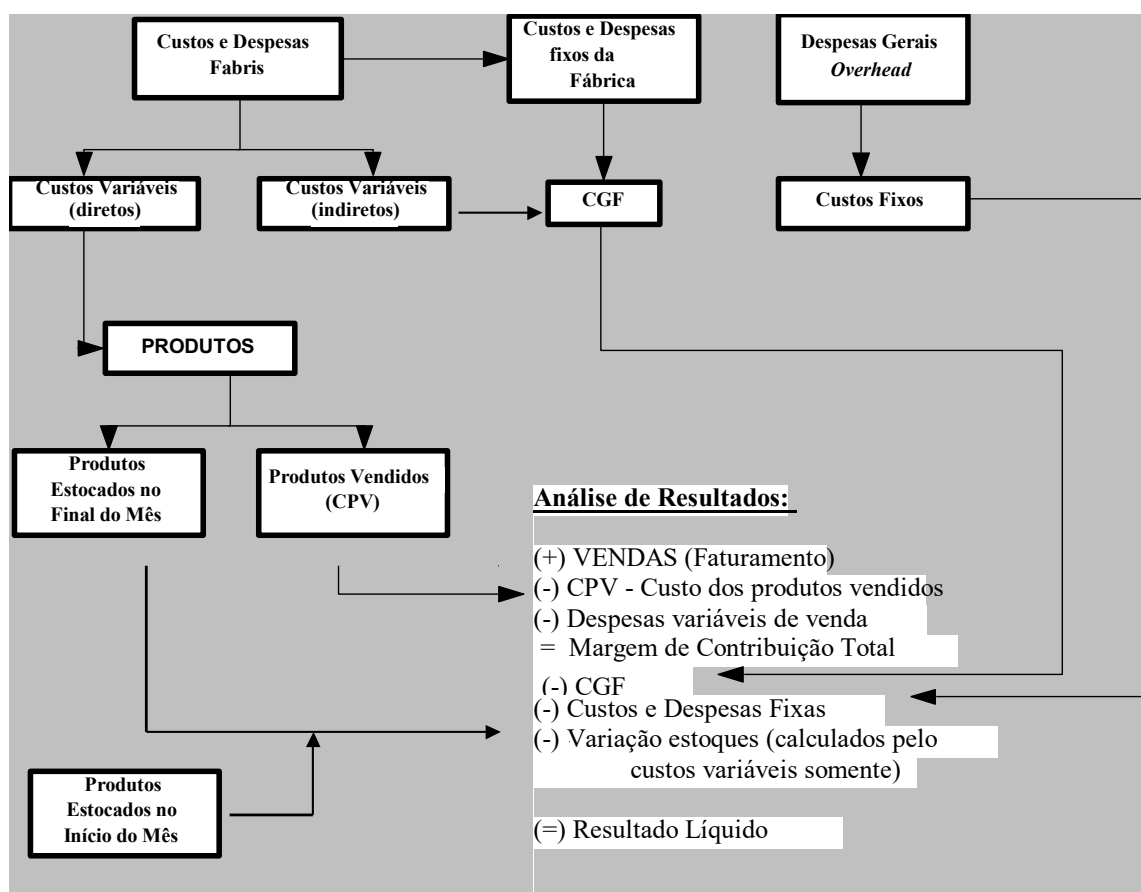 Custos e Despesas
Fabris
Custos e Despesas
fixos da
Fábrica
Despesas Gerais
Overhead
Custos Variáveis
(diretos)
Custos Variáveis
(indiretos)
CGF
Custos Fixos
PRODUTOS
Produtos
Estocados no
Final do Mês
Produtos Vendidos
(CPV)
Análise de Resultados:
(+) VENDAS (Faturamento)
(-) CPV - Custo dos produtos vendidos
(-) Despesas variáveis de venda
= Margem de Contribuição Total
(-) CGF
(-) Custos e Despesas Fixas
(-) Variação estoques (calculados pelo
custos variáveis somente)
(=) Resultado Líquido
Produtos
Estocados no
Início do Mês